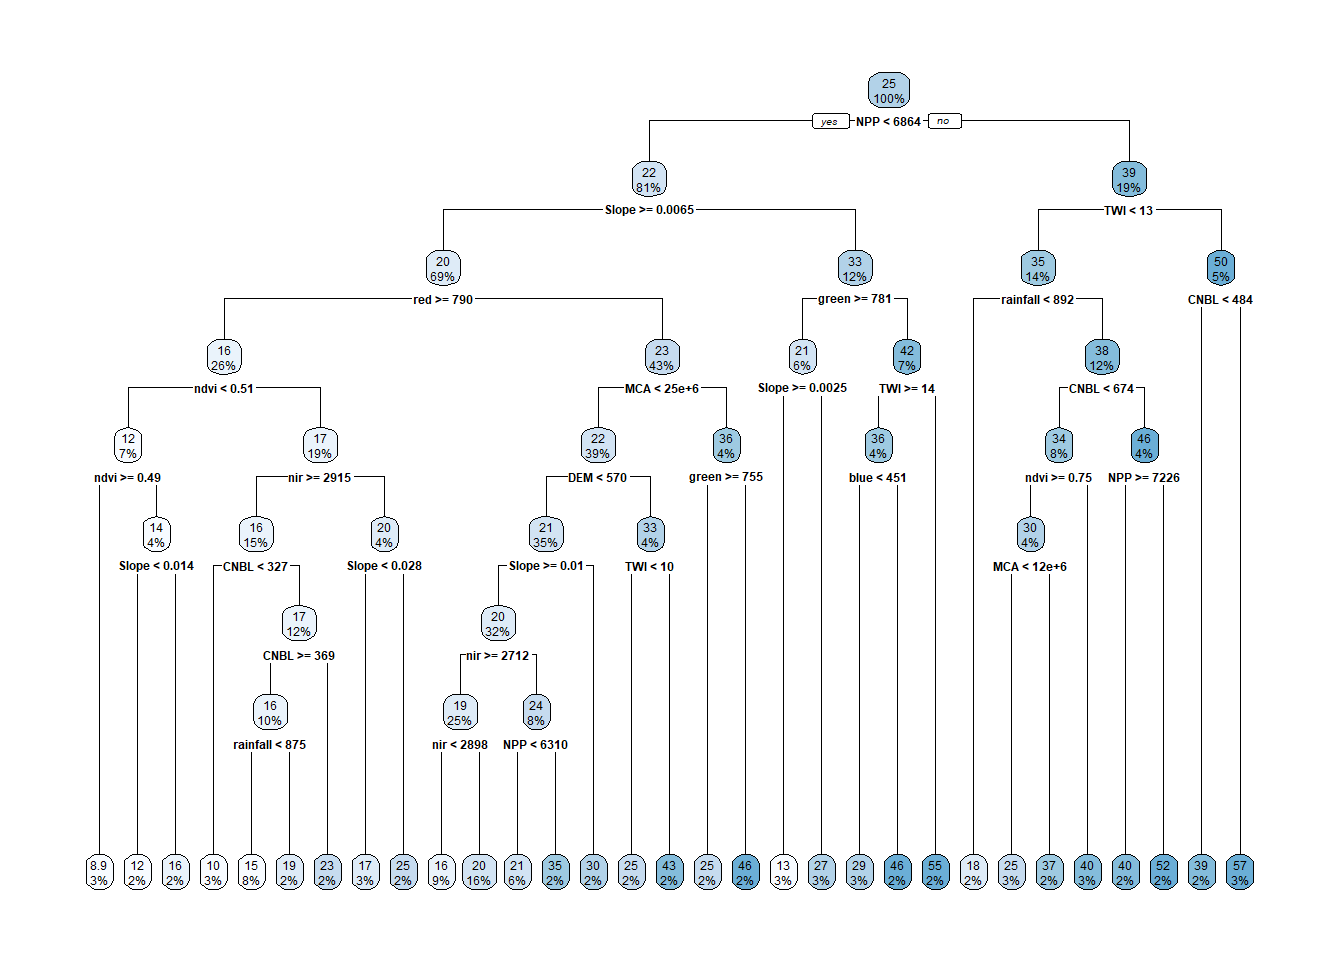 25
100%
yes NPP < 6864 no
22 39
81% 19%
Slope >= 0.0065 TWI < 13
20 33 35 50
69% 12% 14% 5%
red >= 790 green >= 781 rainfall < 892 CNBL < 484
16 23 21 42 38
26% 43% 6% 7% 12%
ndvi < 0.51 MCA < 25e+6 Slope >= 0.0025 TWI >= 14 CNBL < 674
12 17 22 36 36 34 46
7% 19% 39% 4% 4% 8% 4%
ndvi >= 0.49 nir >= 2915 DEM < 570 green >= 755 blue < 451 ndvi >= 0.75 NPP >= 7226
14 16 20 21 33 30
4% 15% 4% 35% 4% 4%
Slope < 0.014 CNBL < 327 Slope < 0.028 Slope >= 0.01 TWI < 10 MCA < 12e+6
17 20
12% 32%
CNBL >= 369 nir >= 2712
16 19 24
10% 25% 8%
rainfall < 875 nir < 2898 NPP < 6310
8.9 12 16 10 15 19 23 17 25 16 20 21 35 30 25 43 25 46 13 27 29 46 55 18 25 37 40 40 52 39 57
3% 2% 2% 3% 8% 2% 2% 3% 2% 9% 16% 6% 2% 2% 2% 2% 2% 2% 3% 3% 3% 2% 2% 2% 3% 2% 3% 2% 2% 2% 3%